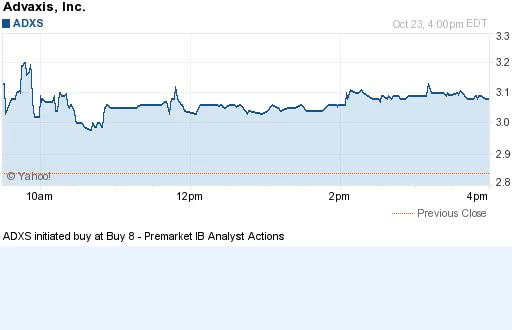 Advaxis, Inc.
ADXS
Oct 23, 4:00pm EDT
3.3
3.2
3.1
3.0
2.9
2.8
© Yahoo!
10am 12pm 2pm 4pm
Previous Close
ADXS initiated buy at Buy 8 - Premarket IB Analyst Actions